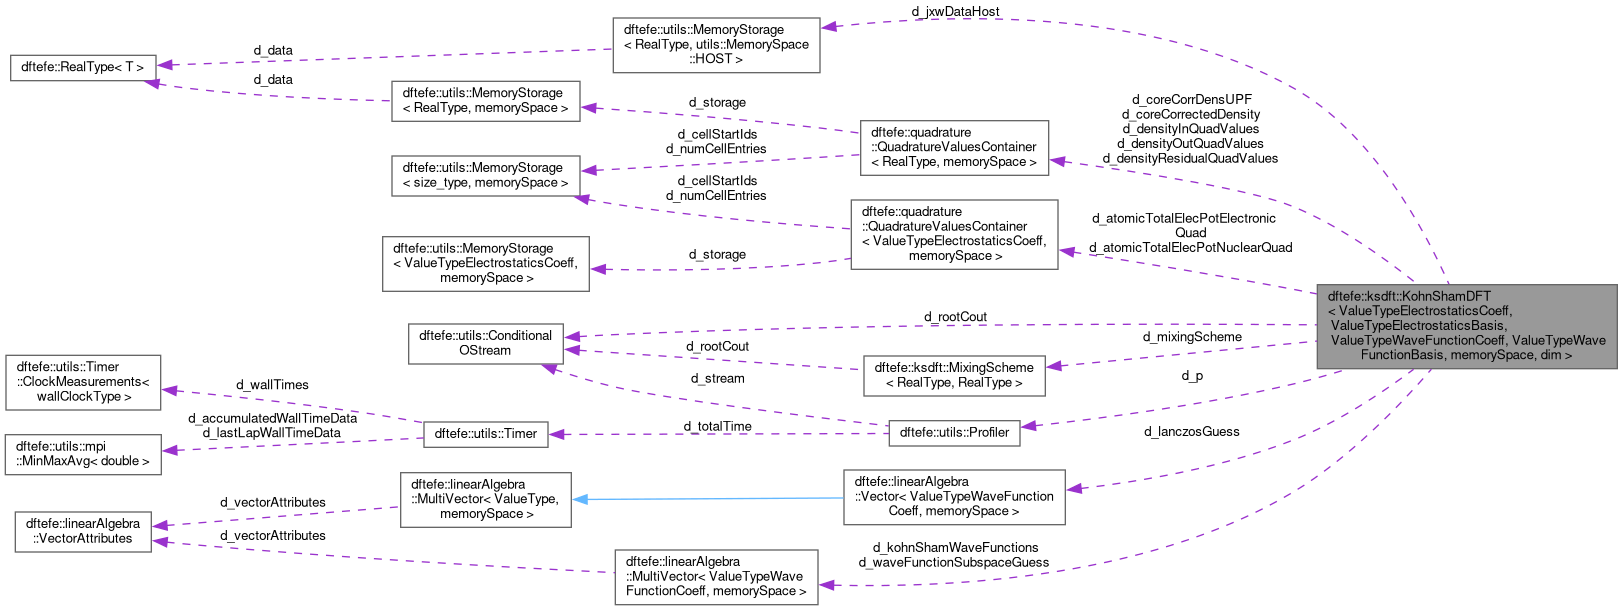 d_jxwDataHost
dftefe::utils::MemoryStorage
< RealType, utils::MemorySpace
::HOST >
d_data
dftefe::RealType< T >
d_data
dftefe::utils::MemoryStorage
< RealType, memorySpace >
d_storage
d_coreCorrDensUPF
d_coreCorrectedDensity
d_densityInQuadValues
d_densityOutQuadValues
d_densityResidualQuadValues
dftefe::quadrature
::QuadratureValuesContainer
< RealType, memorySpace >
d_cellStartIds
d_numCellEntries
dftefe::utils::MemoryStorage
< size_type, memorySpace >
d_cellStartIds
d_numCellEntries
dftefe::quadrature
::QuadratureValuesContainer
< ValueTypeElectrostaticsCoeff,
memorySpace >
d_atomicTotalElecPotElectronic
Quad
d_atomicTotalElecPotNuclearQuad
dftefe::utils::MemoryStorage
< ValueTypeElectrostaticsCoeff,
memorySpace >
d_storage
dftefe::ksdft::KohnShamDFT
< ValueTypeElectrostaticsCoeff,
ValueTypeElectrostaticsBasis,
ValueTypeWaveFunctionCoeff, ValueTypeWave
FunctionBasis, memorySpace, dim >
d_rootCout
dftefe::utils::Conditional
OStream
d_rootCout
d_mixingScheme
dftefe::ksdft::MixingScheme
< RealType, RealType >
d_stream
d_p
dftefe::utils::Timer
::ClockMeasurements<
wallClockType >
d_wallTimes
d_accumulatedWallTimeData
d_lastLapWallTimeData
dftefe::utils::mpi
::MinMaxAvg< double >
dftefe::utils::Timer
d_totalTime
dftefe::utils::Profiler
d_lanczosGuess
dftefe::linearAlgebra
::MultiVector< ValueType,
memorySpace >
dftefe::linearAlgebra
::Vector< ValueTypeWaveFunction
Coeff, memorySpace >
d_vectorAttributes
dftefe::linearAlgebra
::VectorAttributes
d_vectorAttributes
dftefe::linearAlgebra
::MultiVector< ValueTypeWave
FunctionCoeff, memorySpace >
d_kohnShamWaveFunctions
d_waveFunctionSubspaceGuess